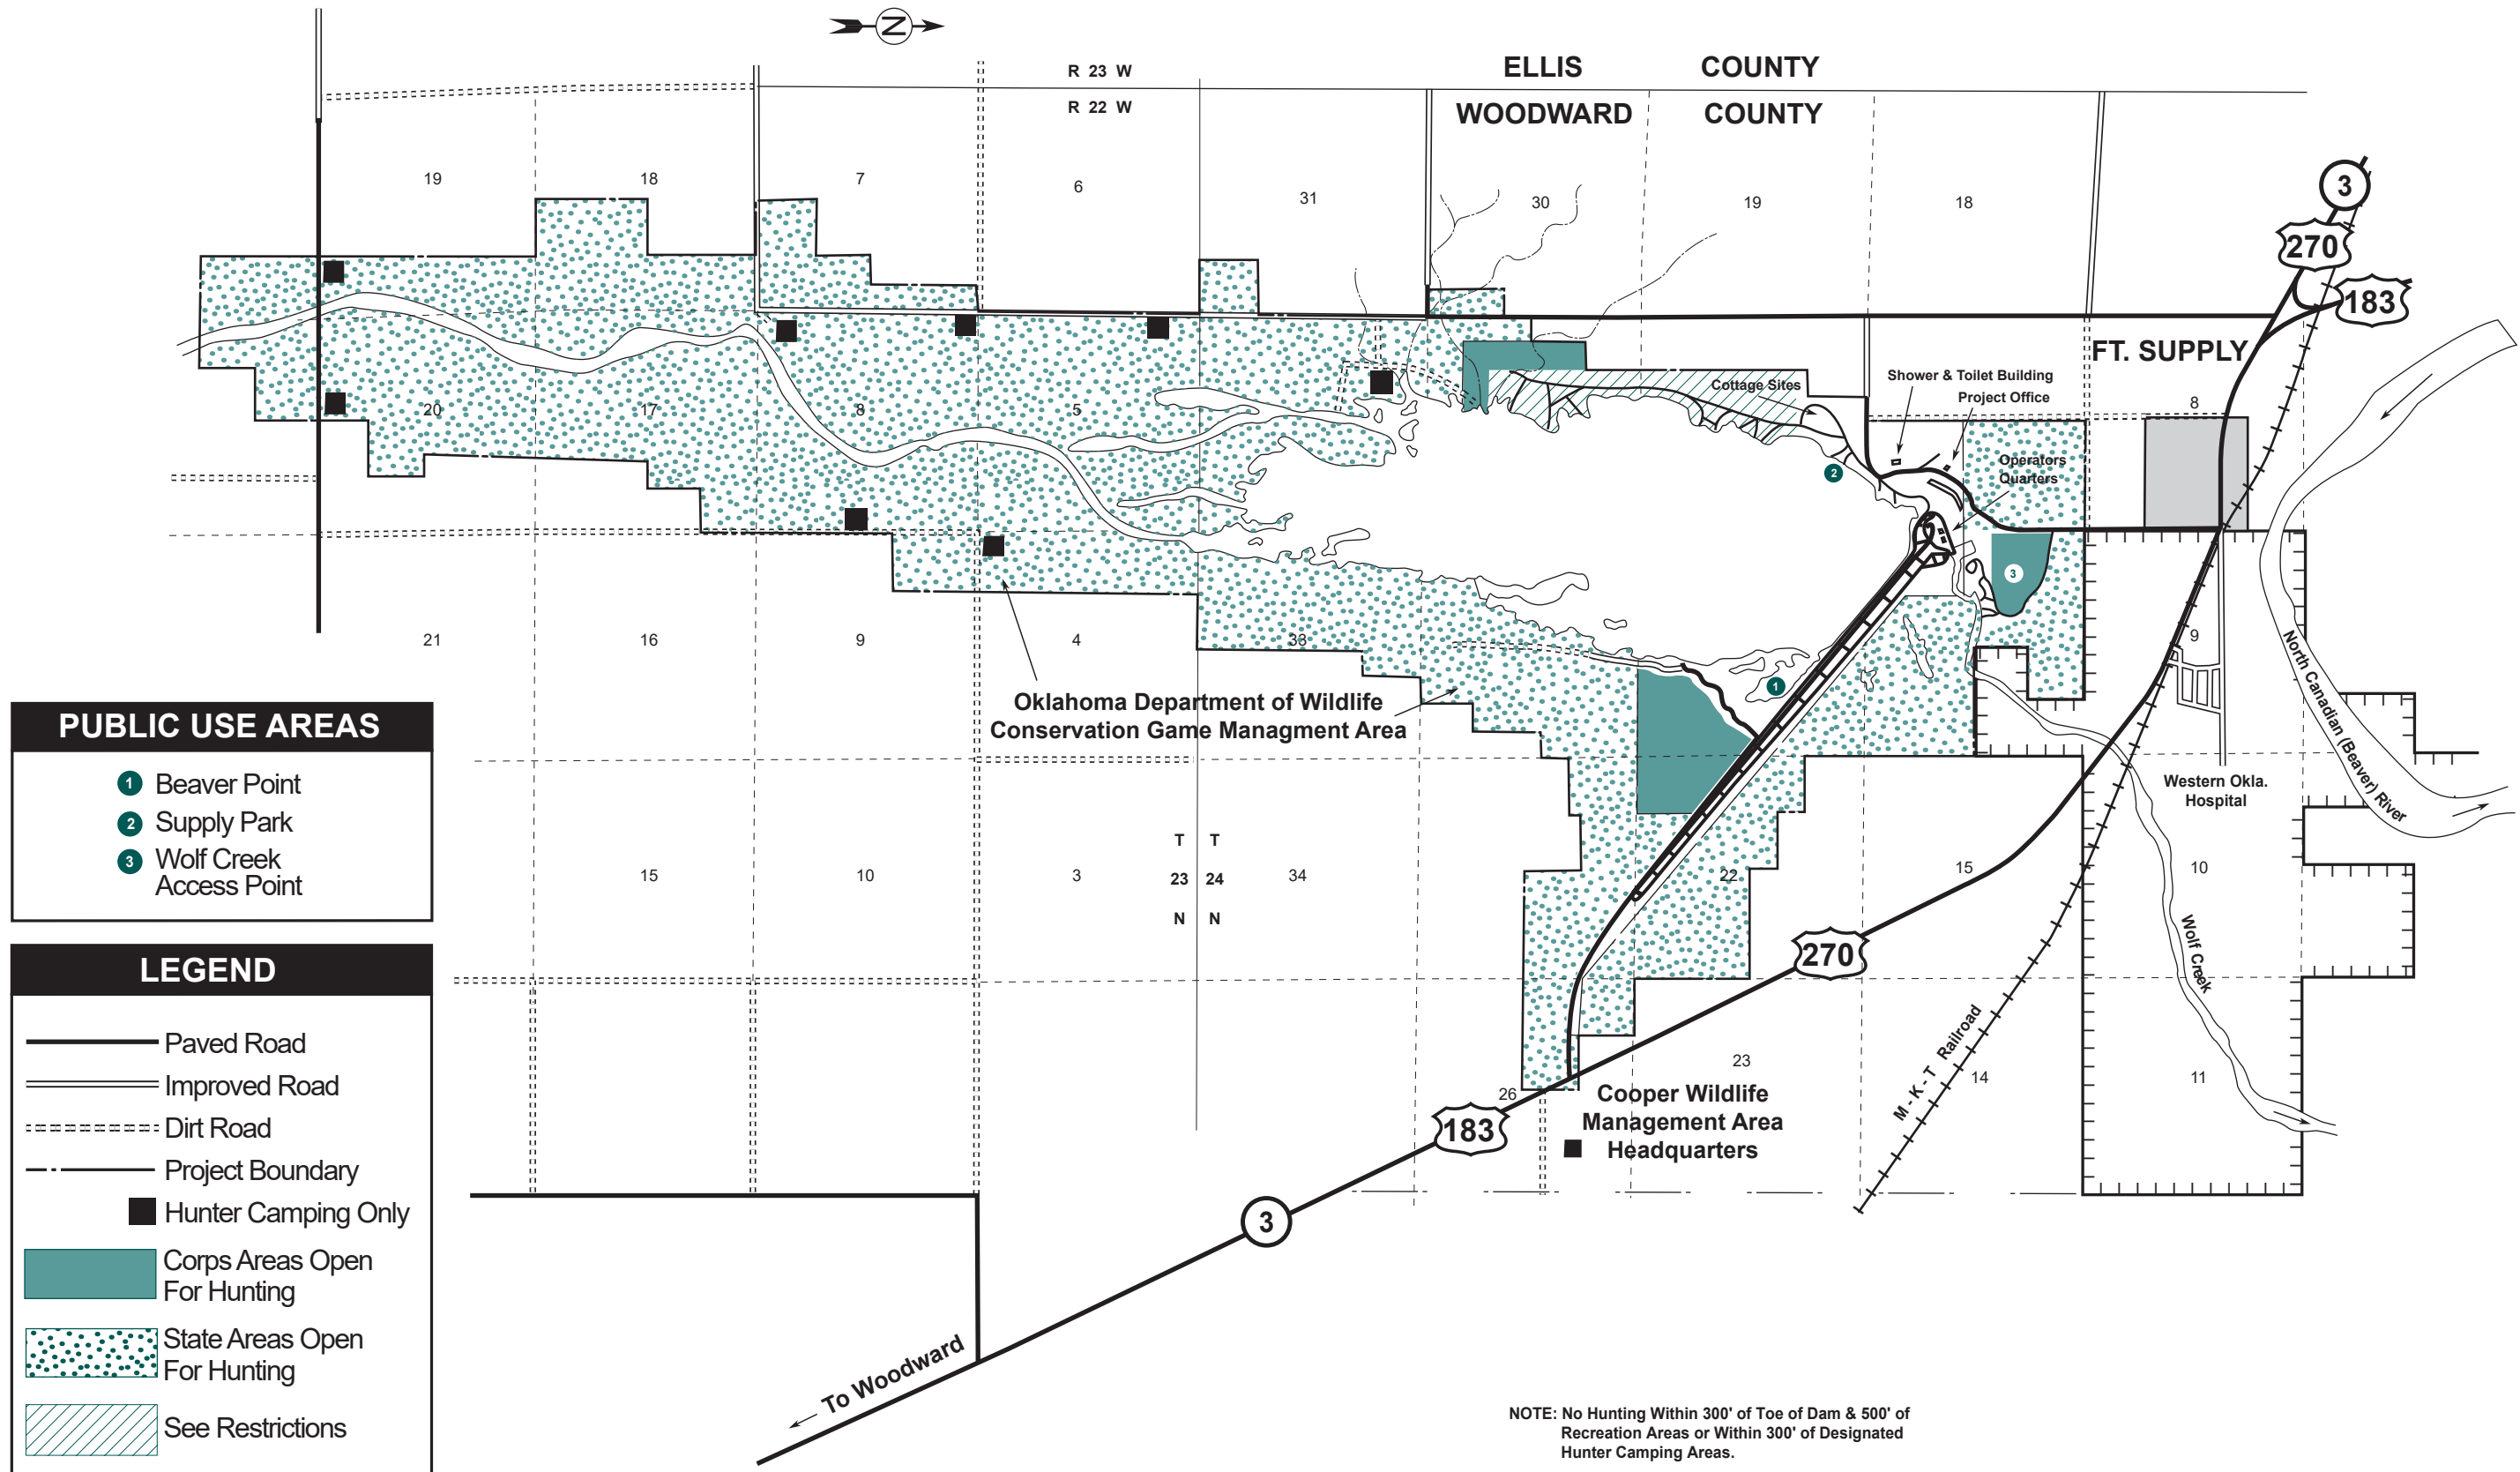 N
R 23 W
R 22 W
ELLIS COUNTY
WOODWARD COUNTY
3
270
183
19
18
7
6
31
30
19
18
FT. SUPPLY
Cottage Sites
Shower & Toilet Building
Project Office
Operators
Quarters
20
17
8
5
8
2
3
1
21
16
9
4
33
9
North Canadian (Beaver) River
Oklahoma Department of Wildlife
Conservation Game Managment Area
Western Okla.
Hospital
T T
23 24
N N
15
10
3
34
22
15
10
270
Wolf Creek
M - K - T Railroad
23
14
11
26
Cooper Wildlife
Management Area
Headquarters
183
3
To Woodward
PUBLIC USE AREAS
1 Beaver Point
2 Supply Park
3 Wolf Creek
Access Point
LEGEND
Paved Road
Improved Road
Dirt Road
Project Boundary
Hunter Camping Only
Corps Areas Open
For Hunting
State Areas Open
For Hunting
See Restrictions
NOTE: No Hunting Within 300' of Toe of Dam & 500' of
Recreation Areas or Within 300' of Designated
Hunter Camping Areas.